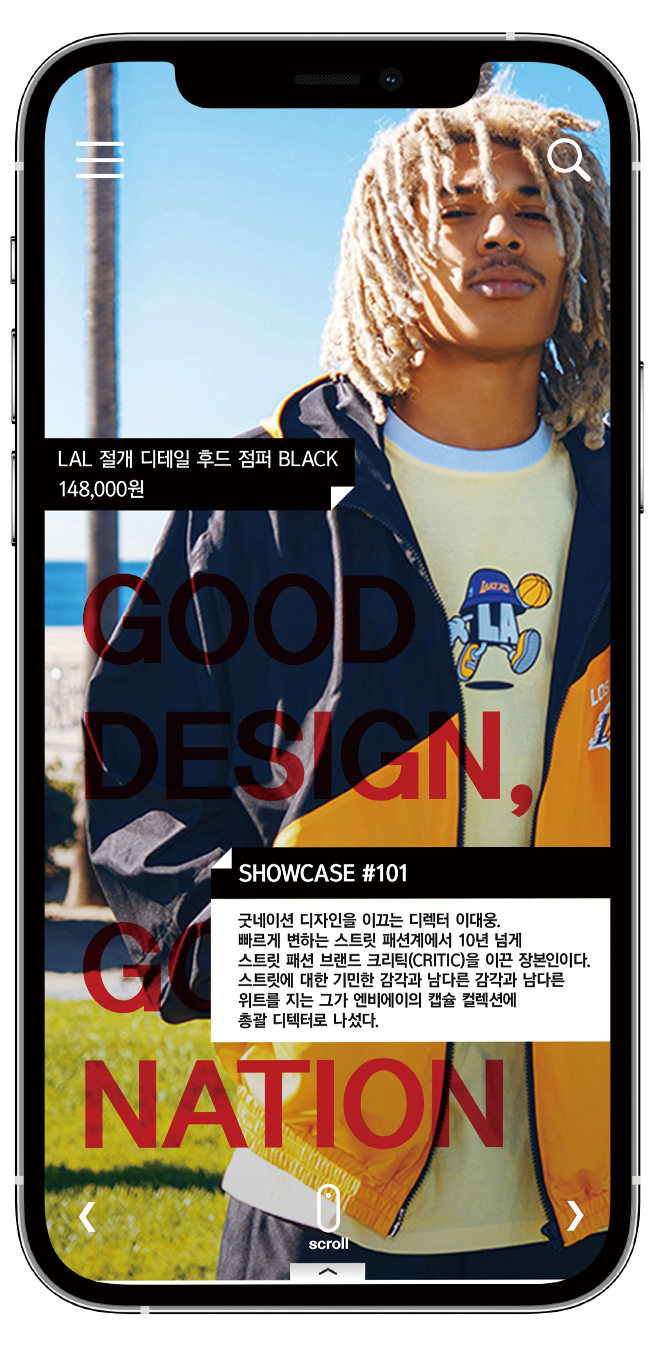 LAL 절개 디테일 후드 점퍼 BLACK
148,000원
LAKERS
LA
GOOD
DESIGN,
LOS
SHOWCASE #101
굿네이션 디자인을 이끄는 디렉터 이대웅.
빠르게 변하는 스트릿 패션계에서 10년 넘게
스트릿 패션 브랜드 크리틱(CRITIC)을 이끈 장본인이다.
스트릿에 대한 기민한 감각과 남다른 감각과 남다른
위트를 지는 그가 엔비에이의 캡슐 컬렉션에
총괄 디텍터로 나섰다.
GO
NATION
scroll